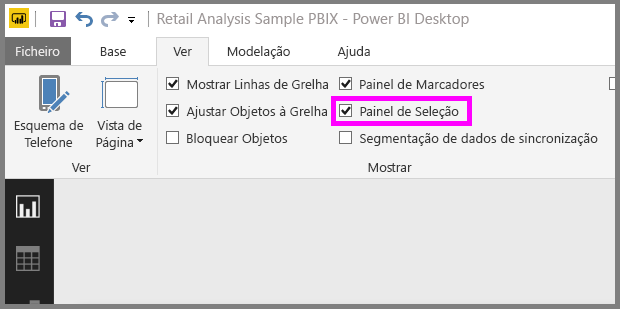 Retail Analysis Sample PBIX - Power BI Desktop
Ficheiro Base Ver Modelação Ajuda
Mostrar Linhas de Grelha Painel de Marcadores
Ajustar Objetos à Grelha Painel de Seleção
Esquema de Telefone Vista de Página
Bloquear Objetos Segmentação de dados de sincronização
Ver Mostrar